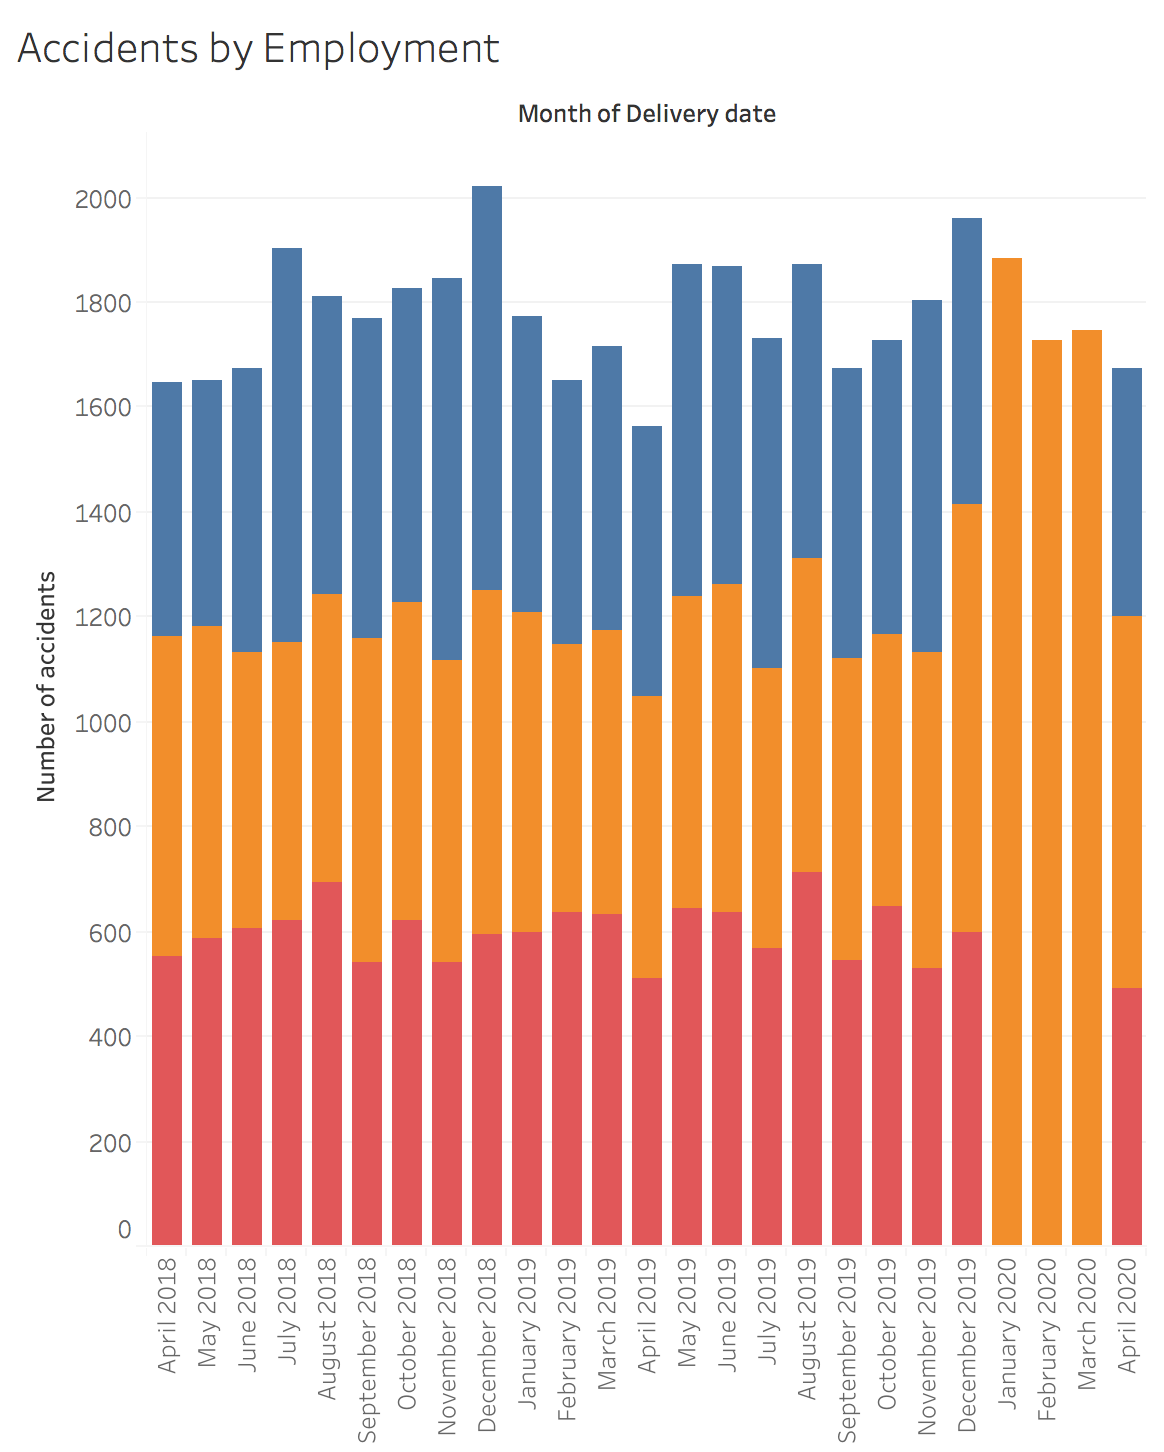 Accidents by Employment
Month of Delivery date
Number of accidents
2000
1800
1600
1400
1200
1000
800
600
400
200
0
April 2018
May 2018
June 2018
July 2018
August 2018
September 2018
October 2018
November 2018
December 2018
January 2019
February 2019
March 2019
April 2019
May 2019
June 2019
July 2019
August 2019
September 2019
October 2019
November 2019
December 2019
January 2020
February 2020
March 2020
April 2020